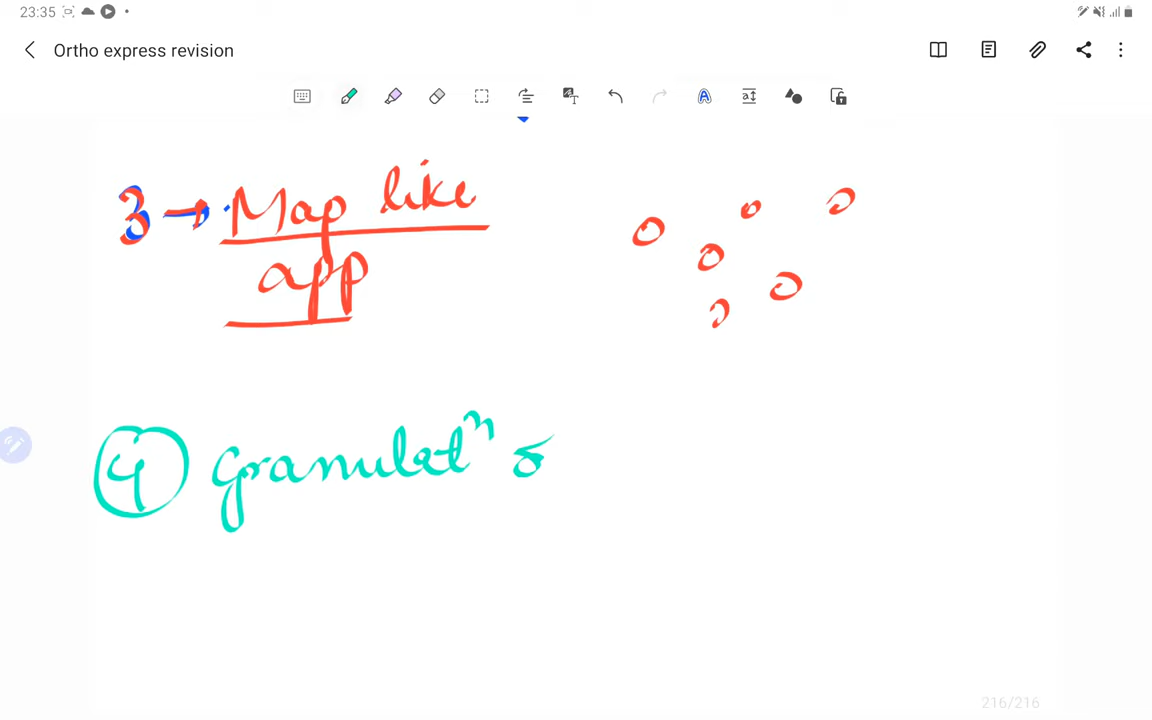 23:35
Ortho express revision
3 → Map like
app
④ Granulatⁿ
216/216